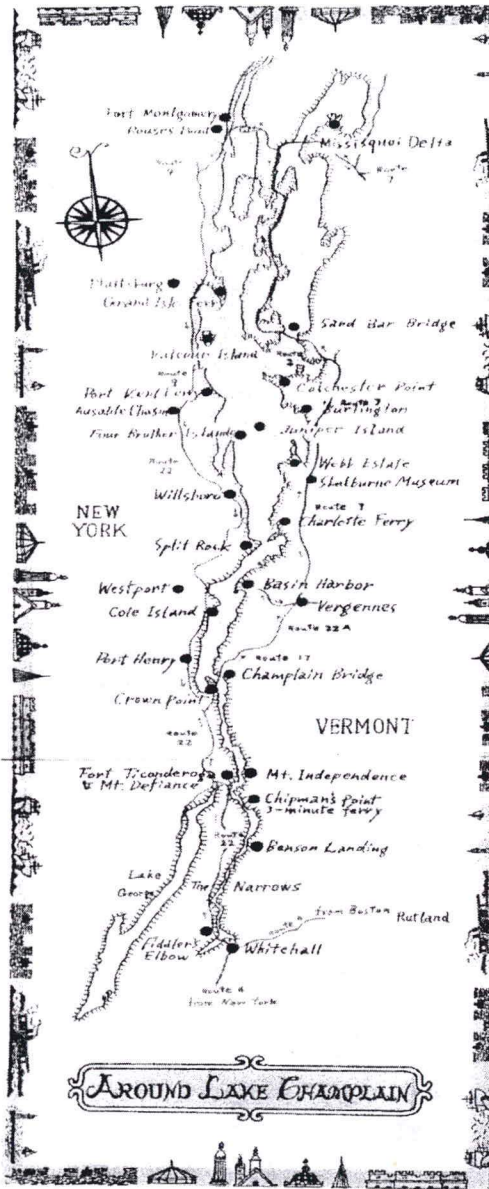 Fort Montgomery
Rouses Point
Missisquoi Delta
Route
7
Plattsburg
Grand Isle Ferry
Sand Bar Bridge
Valcour Island
Route
2
Route
9
Colchester Point
Port Kent Ferry
Route 7
Ausable Chasm
Burlington
Juniper Island
Four Brother Islands
Route
22
Webb Estate
Shelburne Museum
Willsboro
NEW
YORK
Route 7
Charlotte Ferry
Split Rock
Westport
Basin Harbor
Cole Island
Vergennes
Route 22A
Port Henry
Route 17
Champlain Bridge
Crown Point
VERMONT
Route
22
Fort Ticonderoga
& Mt. Defiance
Mt. Independence
Chipman's Point
3-minute ferry
Route
22
Benson Landing
Lake
George
The Narrows
from Boston
Rutland
Fiddler's
Elbow
Whitehall
Route 4
from New York
AROUND LAKE CHAMPLAIN